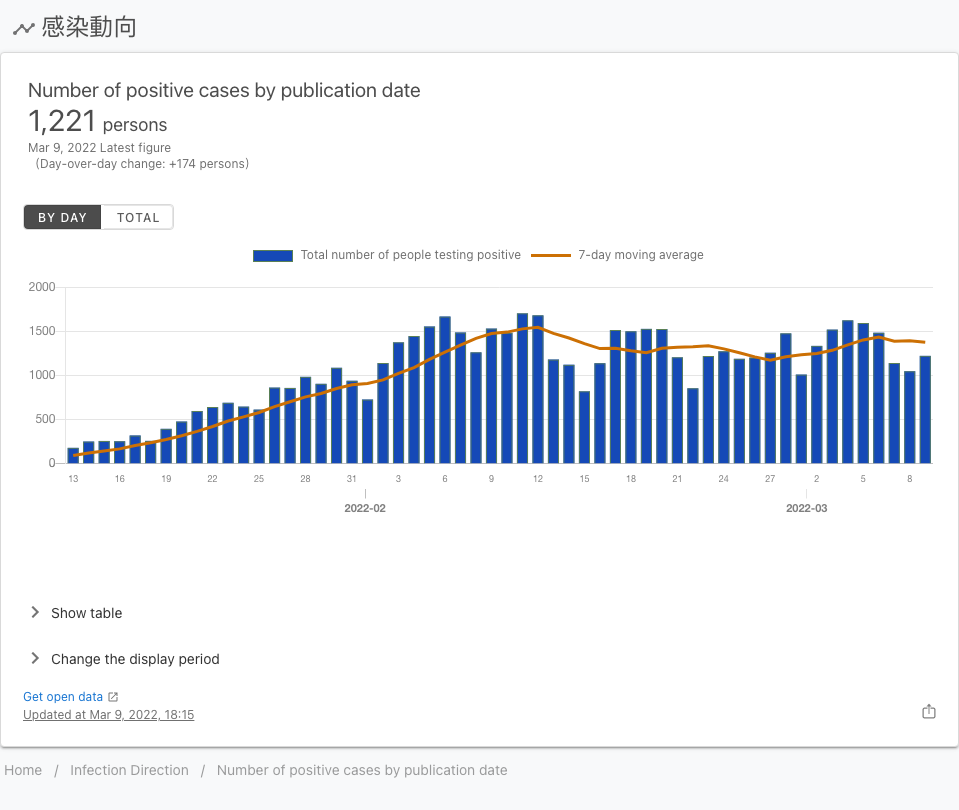 感染動向
Number of positive cases by publication date
1,221 persons
Mar 9, 2022 Latest figure
(Day-over-day change: +174 persons)
BY DAY TOTAL
Total number of people testing positive 7-day moving average
2000
1500
1000
500
0
13 16 19 22 25 28 31 3 6 9 12 15 18 21 24 27 2 5 8
2022-02 2022-03
Show table
Change the display period
Get open data
Updated at Mar 9, 2022, 18:15
Home / Infection Direction / Number of positive cases by publication date